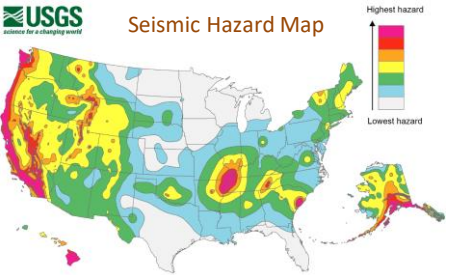 USGS
science for a changing world
Seismic Hazard Map
Highest hazard
Lowest hazard